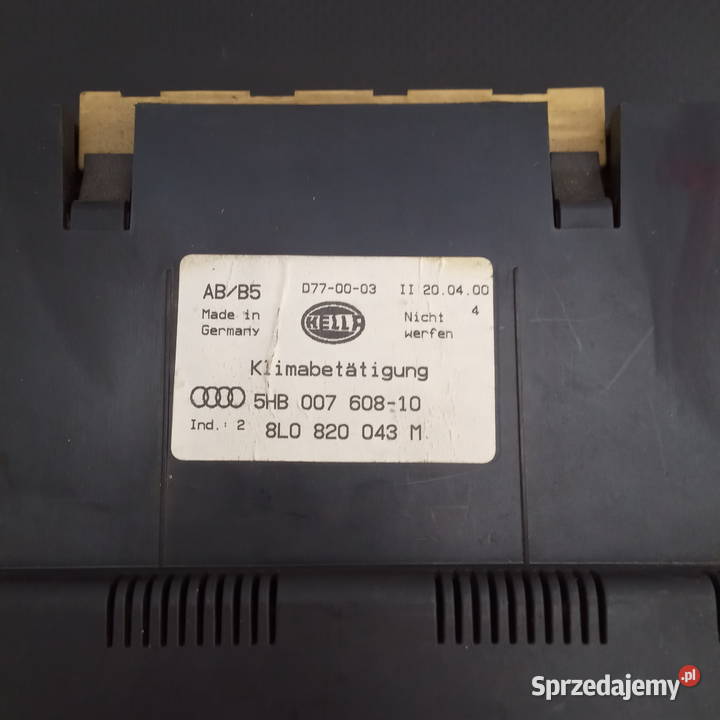 AB/B5 D77-00-03 II 20.04.00
Made in Germany HELLA Nicht werfen 4
Klimabetätigung
5HB 007 608-10
Ind.: 2 8L0 820 043 M
Sprzedajemy.pl